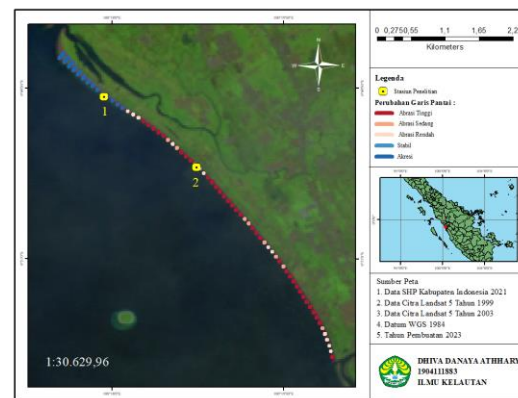 0 0,275 0,55 1,1 1,65 2,2
Kilometers
Legenda
Stasiun Penelitian
Perubahan Garis Pantai :
Abrasi Tinggi
Abrasi Sedang
Abrasi Rendah
Stabil
Akresi
1
2
1:30.629,96
Sumber Peta
1. Data SHP Kabupaten Indonesia 2021
2. Data Citra Landsat 5 Tahun 1999
3. Data Citra Landsat 5 Tahun 2003
4. Datum WGS 1984
5. Tahun Pembuatan 2023
DHIVA DANAYA ATHHARY
1904111883
ILMU KELAUTAN